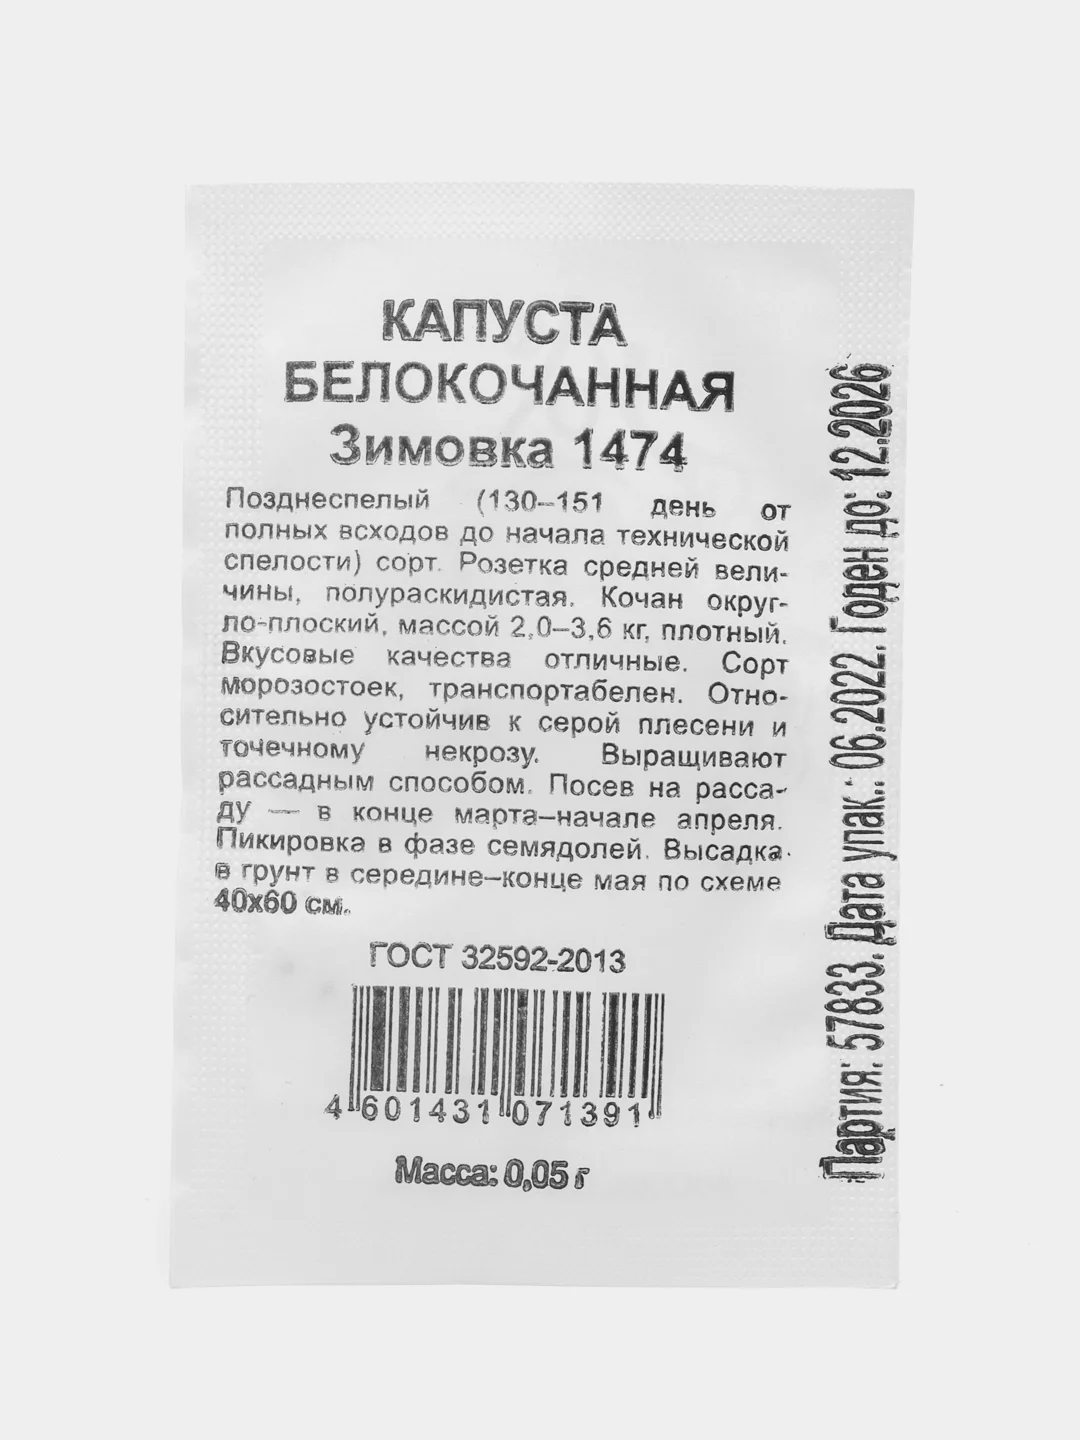 КАПУСТА
БЕЛОКОЧАННАЯ
Зимовка 1474
Позднеспелый (130–151 день от
полных всходов до начала технической
спелости) сорт. Розетка средней вели-
чины, полураскидистая. Кочан округ-
ло-плоский, массой 2,0–3,6 кг, плотный.
Вкусовые качества отличные. Сорт
морозостоек, транспортабелен. Отно-
сительно устойчив к серой плесени и
точечному некрозу. Выращивают
рассадным способом. Посев на расса-
ду — в конце марта–начале апреля.
Пикировка в фазе семядолей. Высадка
в грунт в середине–конце мая по схеме
40х60 см.
ГОСТ 32592-2013
4 601431 071391
Масса: 0,05 г
Партия: 57833. Дата упак.: 06.2022. Годен до: 12.2026